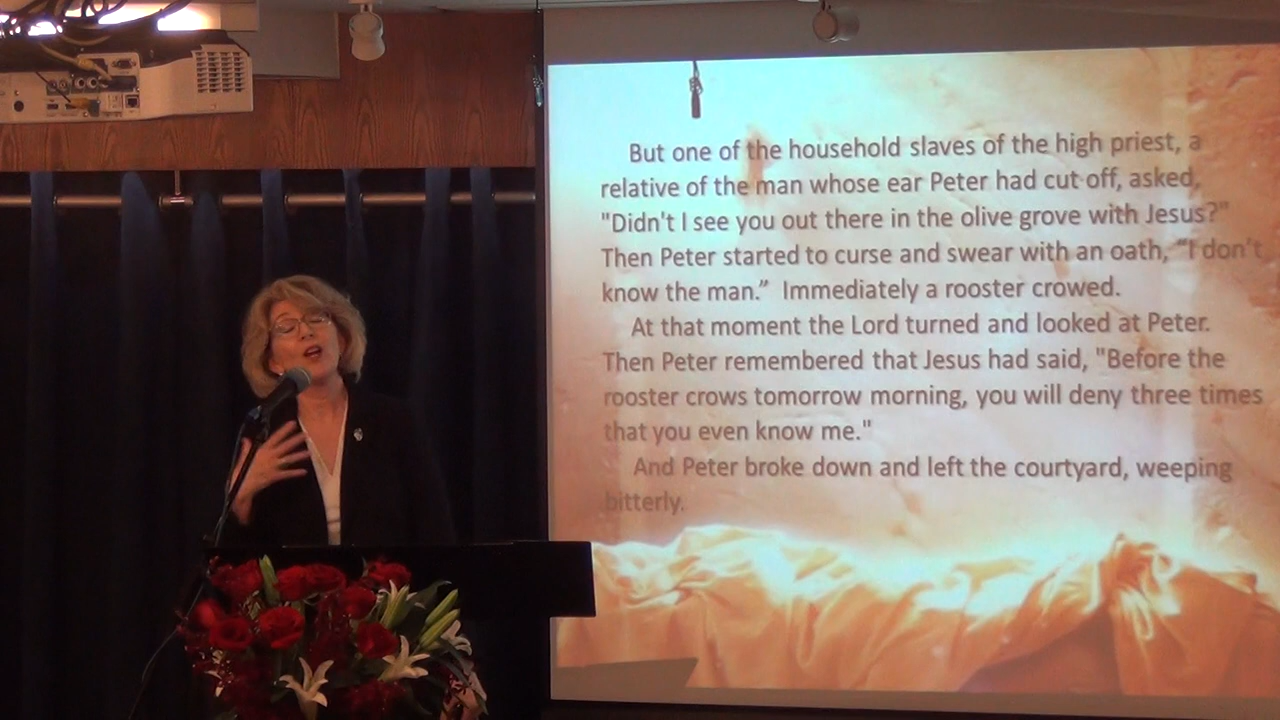 But one of the household slaves of the high priest, a
relative of the man whose ear Peter had cut off, asked,
"Didn't I see you out there in the olive grove with Jesus?"
Then Peter started to curse and swear with an oath, “I don’t
know the man.” Immediately a rooster crowed.
At that moment the Lord turned and looked at Peter.
Then Peter remembered that Jesus had said, "Before the
rooster crows tomorrow morning, you will deny three times
that you even know me."
And Peter broke down and left the courtyard, weeping
bitterly.